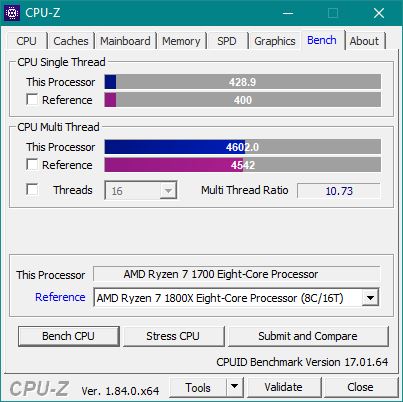 CPU-Z
CPU Caches Mainboard Memory SPD Graphics Bench About
CPU Single Thread
This Processor 428.9
Reference 400
CPU Multi Thread
This Processor 4602.0
Reference 4542
Threads 16 Multi Thread Ratio 10.73
This Processor AMD Ryzen 7 1700 Eight-Core Processor
Reference AMD Ryzen 7 1800X Eight-Core Processor (8C/16T)
Bench CPU Stress CPU Submit and Compare
CPUID Benchmark Version 17.01.64
CPU-Z Ver. 1.84.0.x64 Tools Validate Close